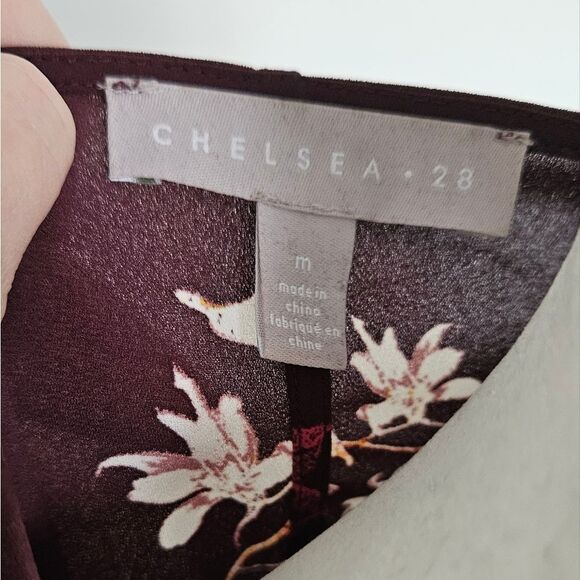 CHELSEA • 28
m
made in
china
fabriqué en
chine